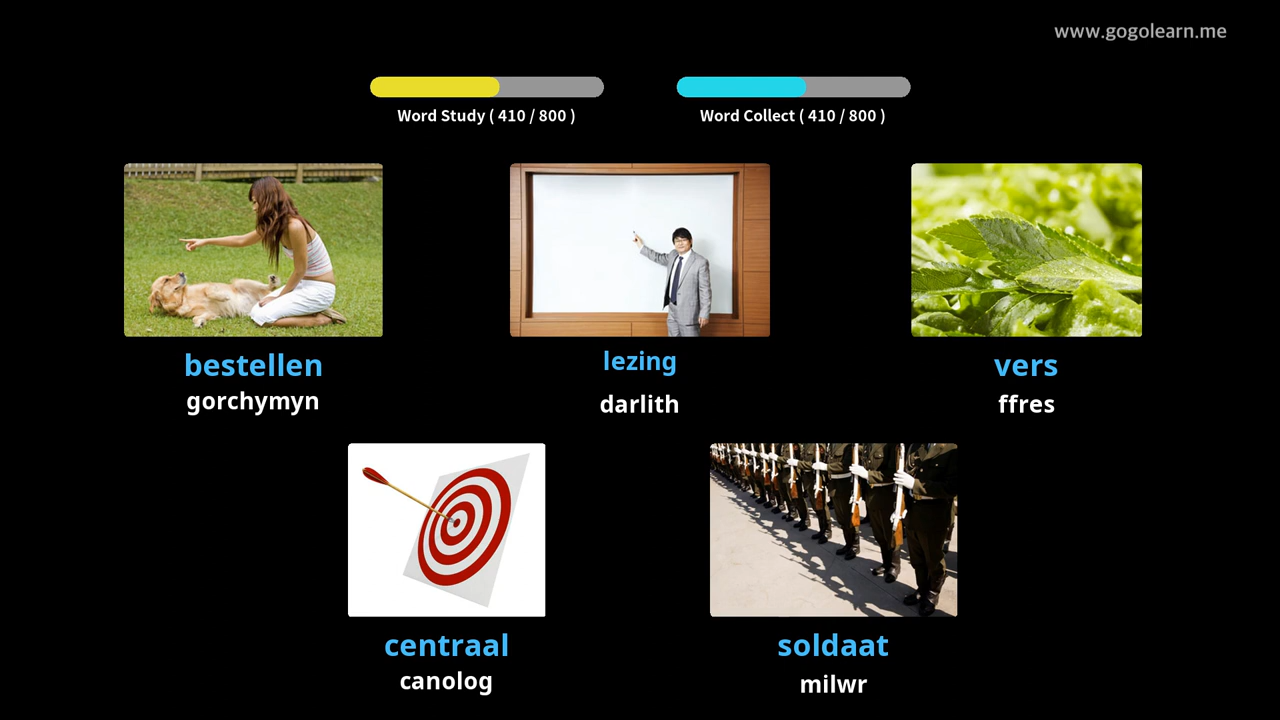 www.gogolearn.me
Word Study ( 410 / 800 )
Word Collect ( 410 / 800 )
bestellen
gorchymyn
lezing
darlith
vers
ffres
centraal
canolog
soldaat
milwr